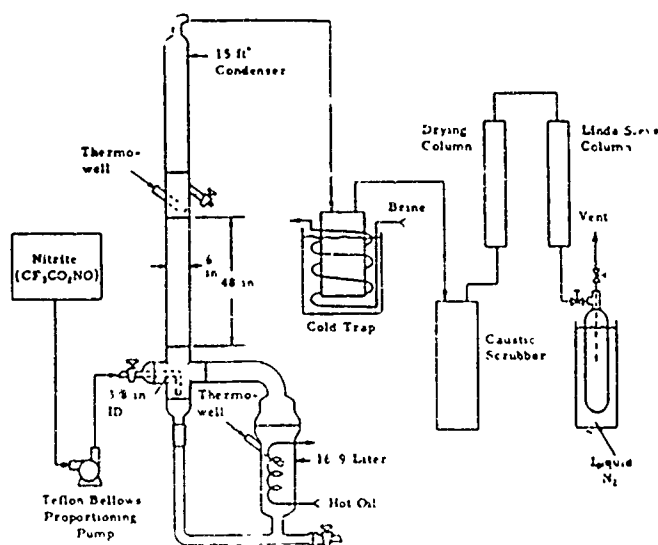 15 ft²
Condenser
Thermo-
well
Nitrite
(CF₃CO₂NO)
6
in
48 in
Brine
Cold Trap
Drying
Column
Linda Sieve
Column
Vent
Caustic
Scrubber
Liquid
N₂
3/8 in
ID
Thermo-
well
16 9 Liter
Hot Oil
Teflon Bellows
Proportioning
Pump